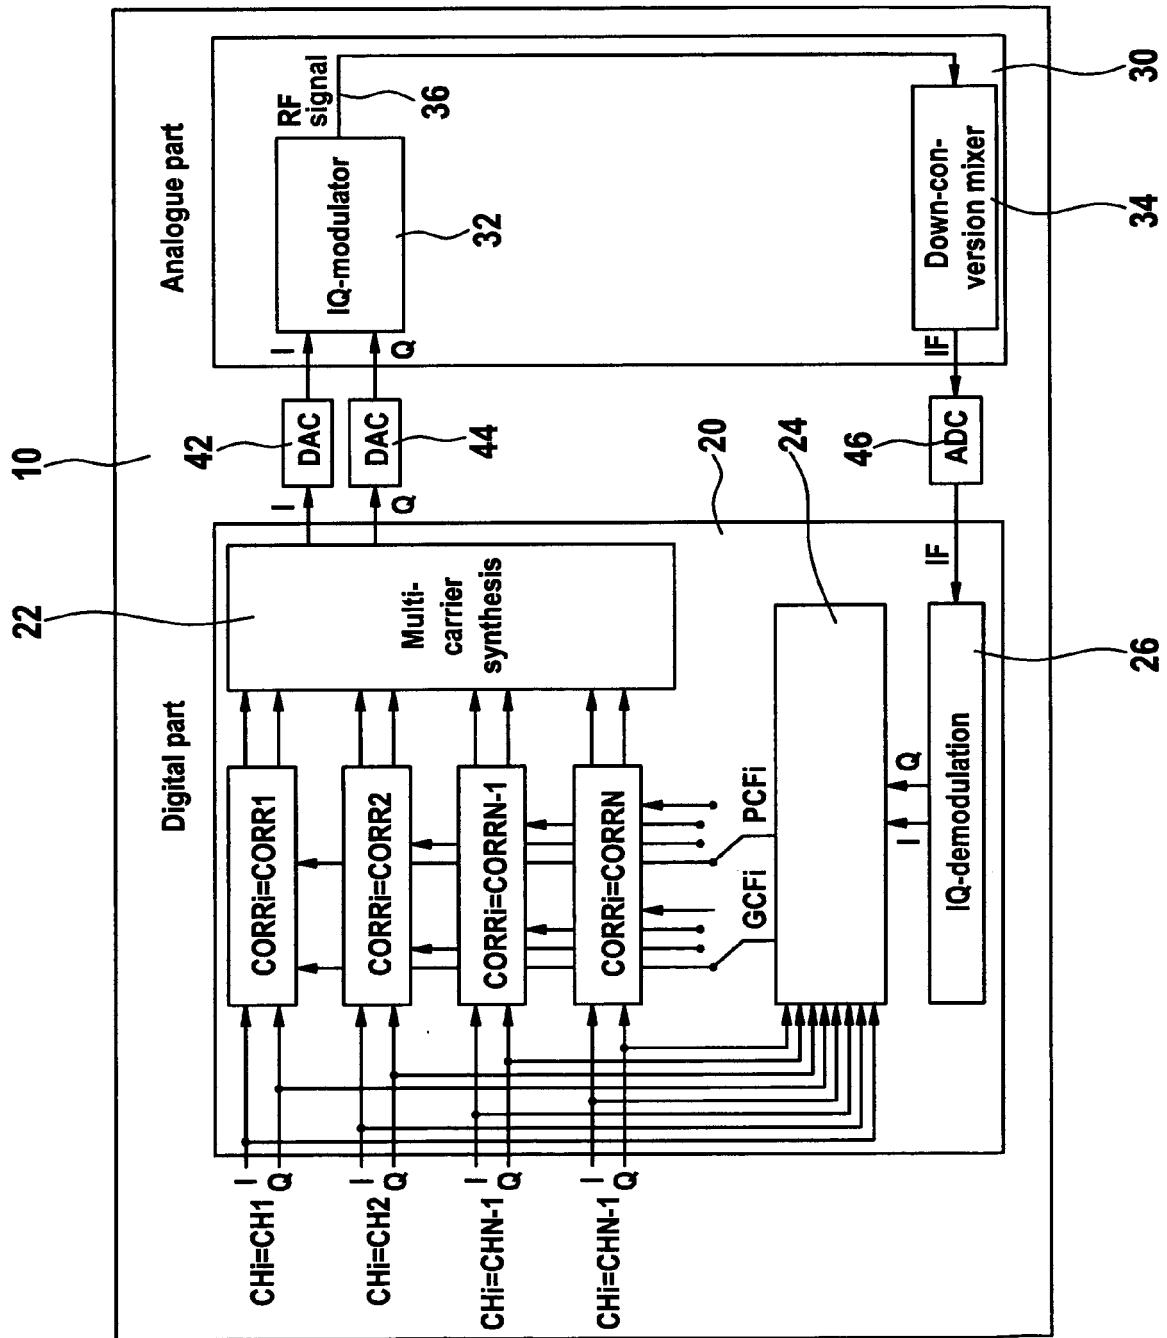 10
Digital part
Analogue part
22
Multi-
carrier
synthesis
CORRi=CORR1
CORRi=CORR2
CORRi=CORRN-1
CORRi=CORRN
CHi=CH1
I
Q
CHi=CH2
I
Q
CHi=CHN-1
I
Q
CHi=CHN-1
I
Q
GCFi
PCFi
I
Q
42
DAC
DAC
44
I
Q
IQ-modulator
32
RF
signal
36
20
24
I
Q
IQ-demodulation
26
IF
46
ADC
IF
Down-con-
version mixer
34
30